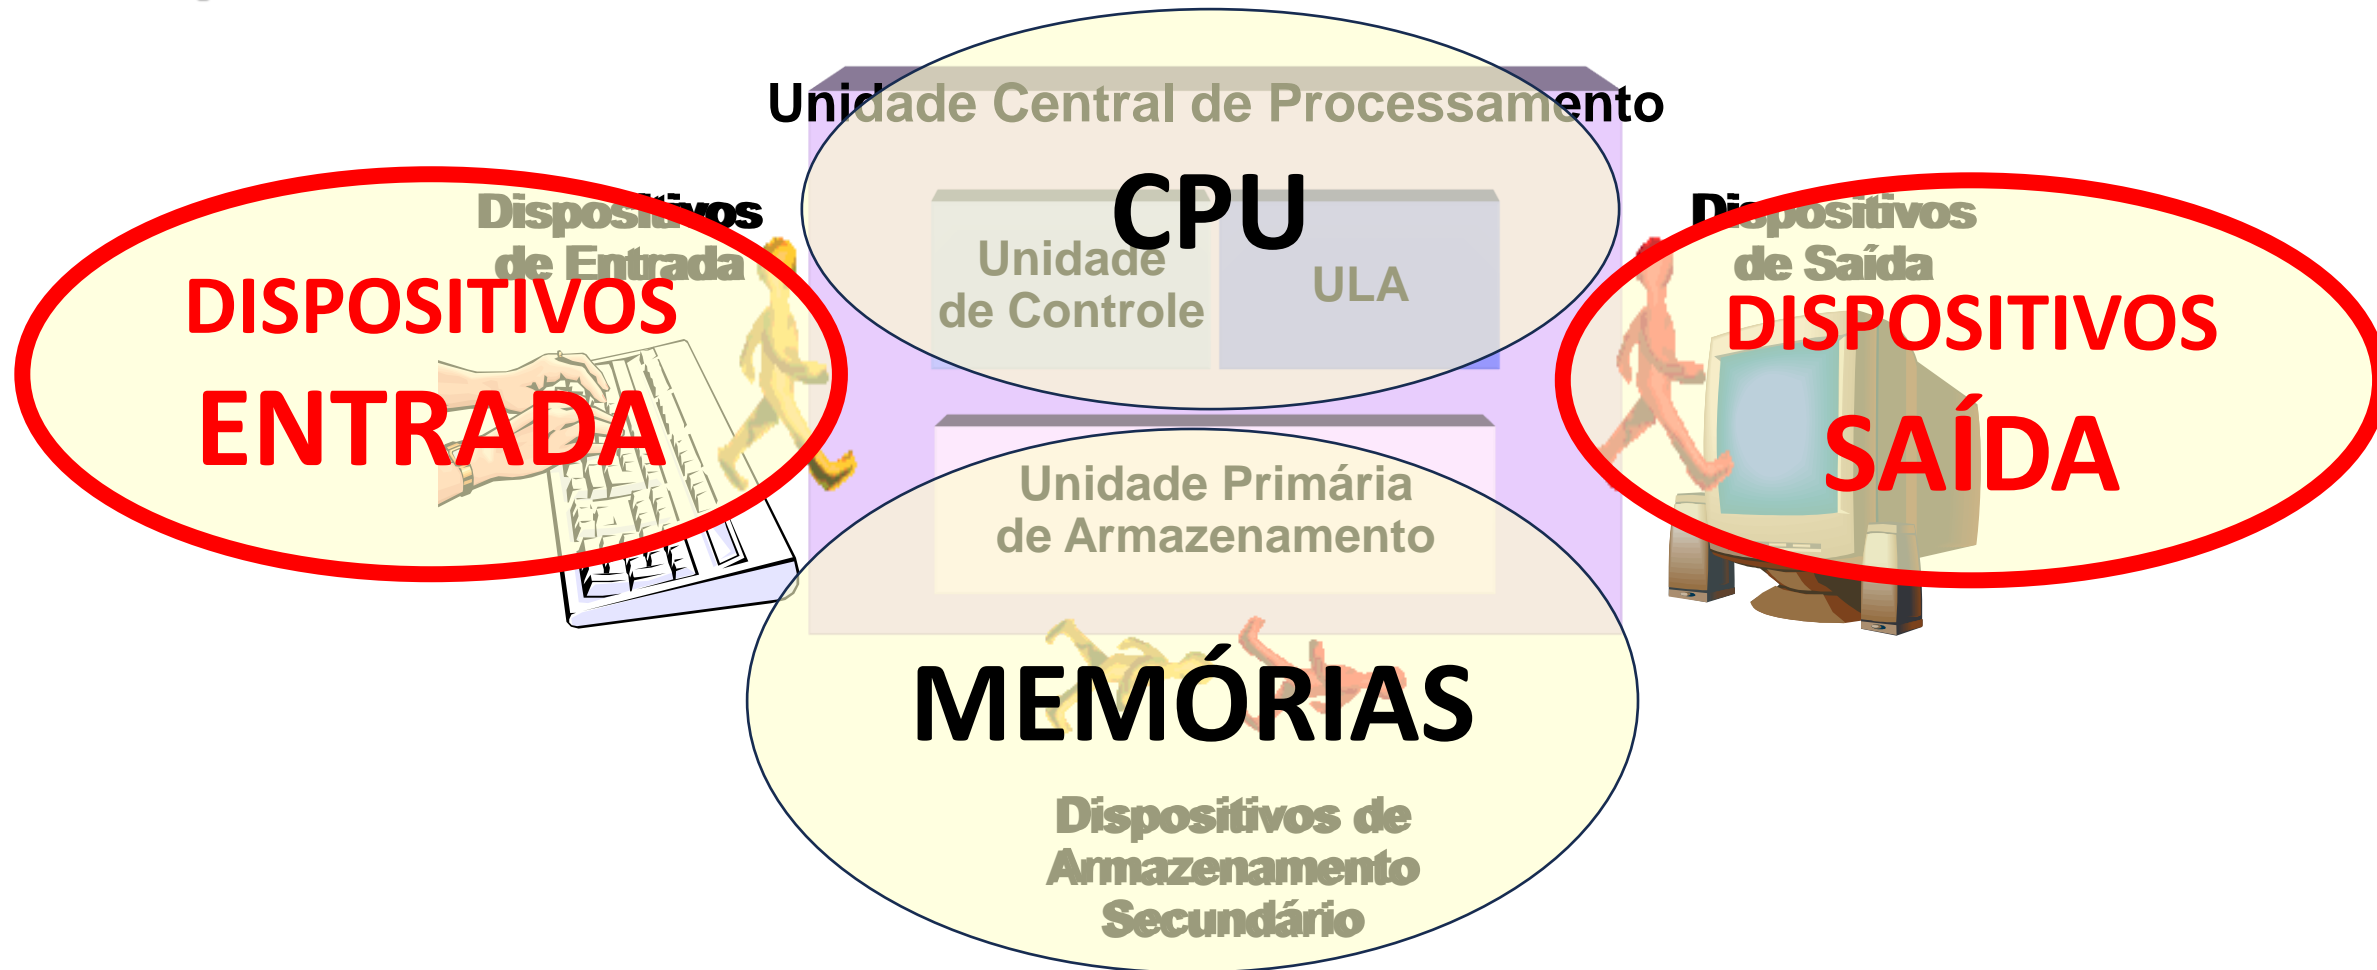 Unidade Central de Processamento
CPU
Dispositivos
de Entrada
DISPOSITIVOS
ENTRADA
Unidade
de Controle
ULA
Dispositivos
de Saída
DISPOSITIVOS
SAÍDA
Unidade Primária
de Armazenamento
MEMÓRIAS
Dispositivos de
Armazenamento
Secundário